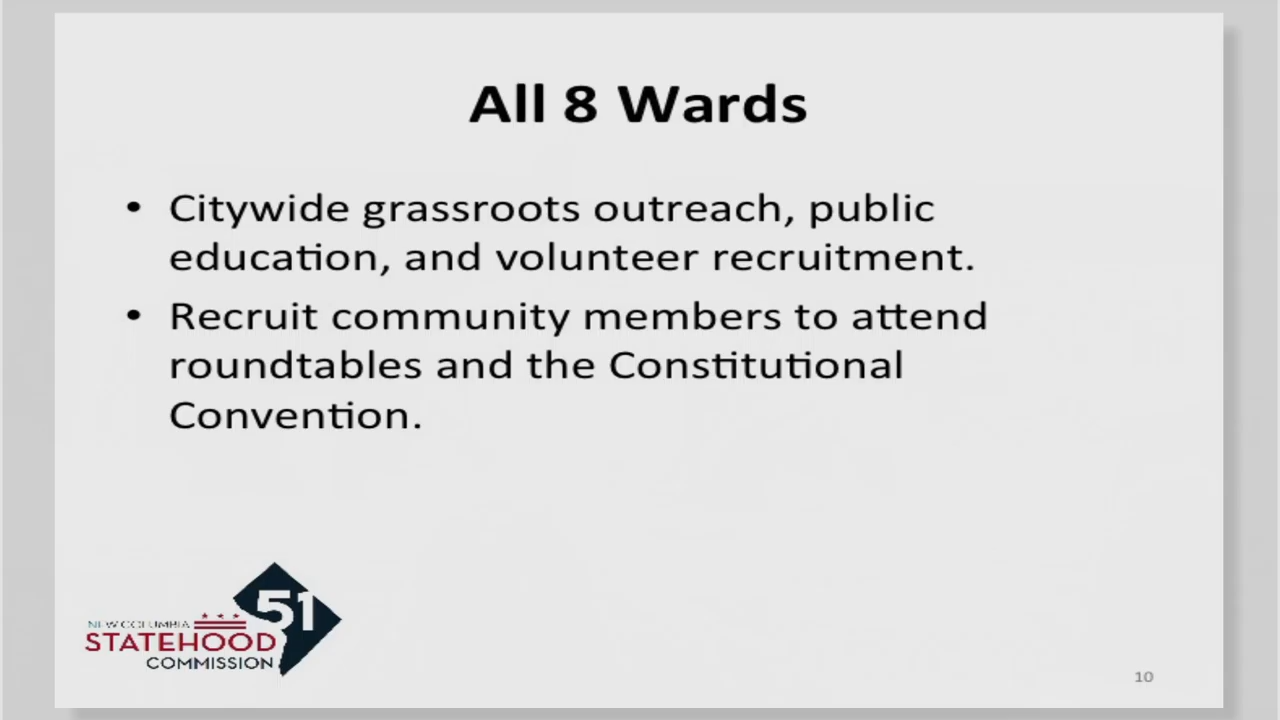 All 8 Wards
• Citywide grassroots outreach, public
education, and volunteer recruitment.
• Recruit community members to attend
roundtables and the Constitutional
Convention.
51
NEW COLUMBIA
STATEHOOD
COMMISSION
10